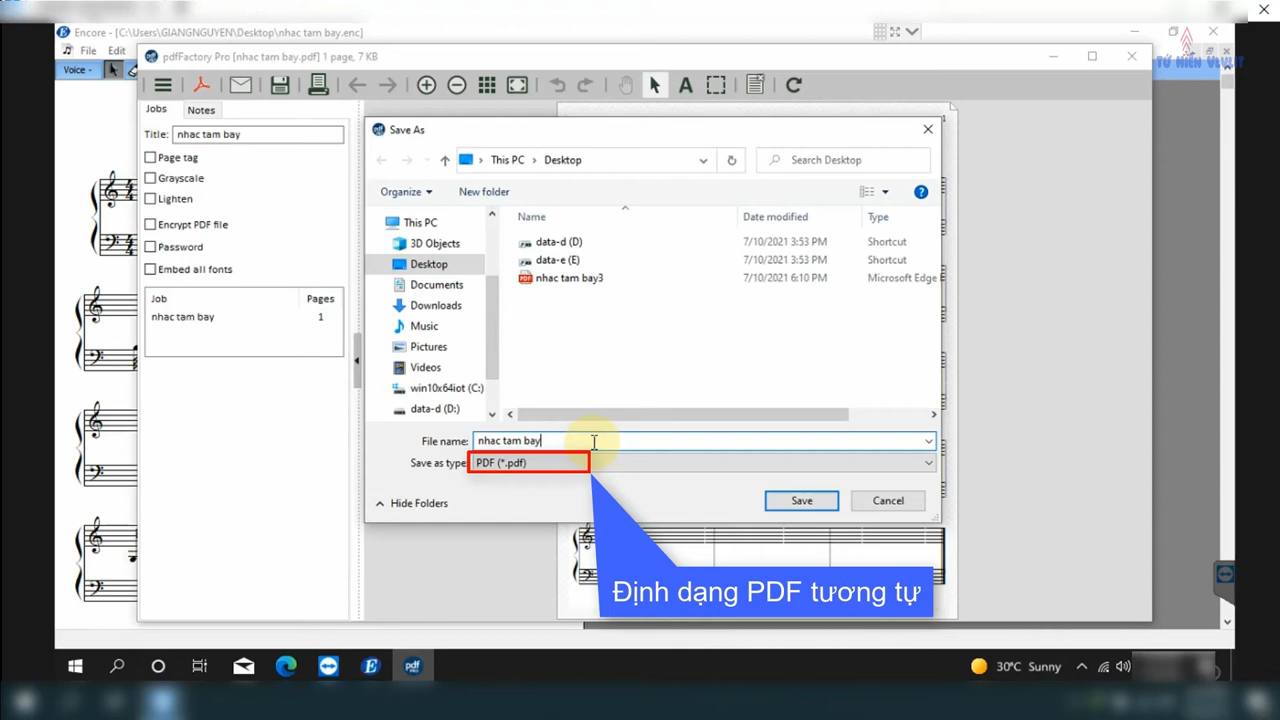 Encore - [C:\Users\GIANGNGUYEN\Desktop\nhac tam bay.enc]
File Edit
Voice -
pdfFactory Pro [nhac tam bay.pdf] 1 page, 7 KB
TỪ HIỀN VLVUT
Jobs Notes
Title: nhac tam bay
Page tag
Grayscale
Lighten
Encrypt PDF file
Password
Embed all fonts
Job Pages
nhac tam bay 1
Save As
This PC > Desktop
Search Desktop
Organize New folder
This PC
3D Objects
Desktop
Documents
Downloads
Music
Pictures
Videos
win10x64iot (C:)
data-d (D:)
Name Date modified Type
data-d (D) 7/10/2021 3:53 PM Shortcut
data-e (E) 7/10/2021 3:53 PM Shortcut
nhac tam bay3 7/10/2021 6:10 PM Microsoft Edge
File name: nhac tam bay
Save as type: PDF (*.pdf)
Hide Folders
Save Cancel
Định dạng PDF tương tự
30°C Sunny